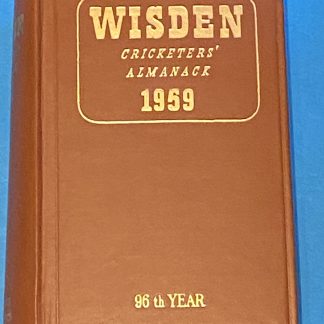 WISDEN
CRICKETERS'
ALMANACK
1959
96 th YEAR